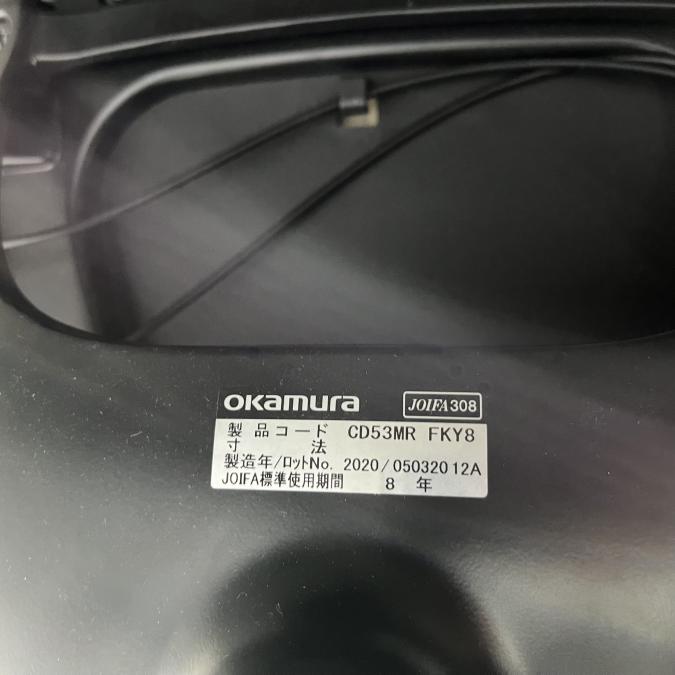 okamura JOIFA308
製品コード CD53MR FKY8
寸法
製造年/ロットNo. 2020/05032012A
JOIFA標準使用期間 8 年